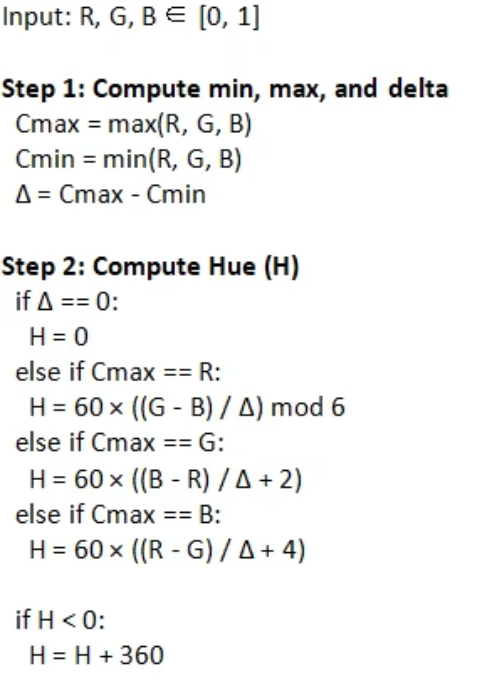 Input: R, G, B ∈ [0, 1]
Step 1: Compute min, max, and delta
Cmax = max(R, G, B)
Cmin = min(R, G, B)
Δ = Cmax - Cmin
Step 2: Compute Hue (H)
if Δ == 0:
H = 0
else if Cmax == R:
H = 60 × ((G - B) / Δ) mod 6
else if Cmax == G:
H = 60 × ((B - R) / Δ + 2)
else if Cmax == B:
H = 60 × ((R - G) / Δ + 4)
if H < 0:
H = H + 360